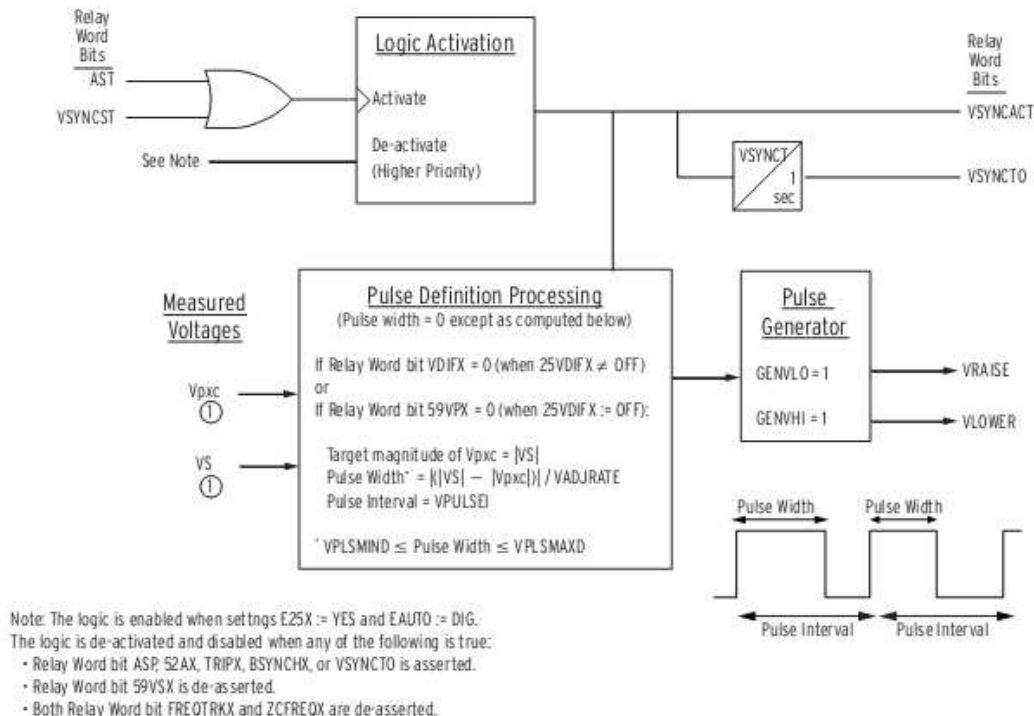 Relay
Word
Bits
AST
VSYNCST
See Note
Logic Activation
Activate
De-activate
(Higher Priority)
Relay
Word
Bits
VSYNCACT
VSYNCT
1
sec
VSYNCTO
Measured
Voltages
Vpxc
1
VS
1
Pulse Definition Processing
(Pulse width = 0 except as computed below)
If Relay Word bit VDIFX = 0 (when 25VDIFX ≠ OFF)
or
If Relay Word bit 59VPX = 0 (when 25VDIFX := OFF):
Target magnitude of Vpxc = |VS|
Pulse Width* = |(|VS| − |Vpxc|)| / VADJRATE
Pulse Interval = VPULSEI
* VPLSMIND ≤ Pulse Width ≤ VPLSMAXD
Pulse
Generator
GENVLO = 1
GENVHI = 1
VRAISE
VLOWER
Pulse Width Pulse Width
Pulse Interval Pulse Interval
Note: The logic is enabled when settngs E25X := YES and EAUTO := DIG.
The logic is de-activated and disabled when any of the following is true:
• Relay Word bit ASP, 52AX, TRIPX, BSYNCHX, or VSYNCTO is asserted.
• Relay Word bit 59VSX is de-asserted.
• Both Relay Word bit FREQTRKX and ZCFREQX are de-asserted.